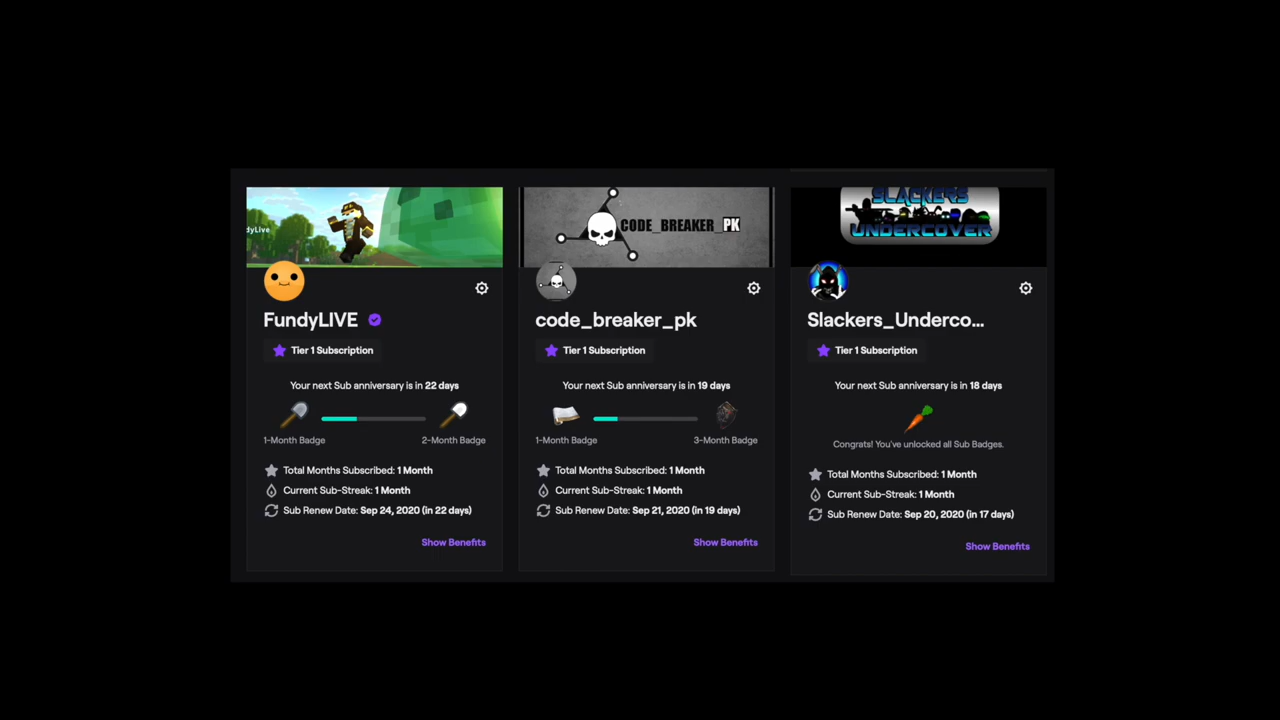 dyLive
FundyLIVE
Tier 1 Subscription
Your next Sub anniversary is in 22 days
1-Month Badge
2-Month Badge
Total Months Subscribed: 1 Month
Current Sub-Streak: 1 Month
Sub Renew Date: Sep 24, 2020 (in 22 days)
Show Benefits
CODE_BREAKER_PK
code_breaker_pk
Tier 1 Subscription
Your next Sub anniversary is in 19 days
1-Month Badge
3-Month Badge
Total Months Subscribed: 1 Month
Current Sub-Streak: 1 Month
Sub Renew Date: Sep 21, 2020 (in 19 days)
Show Benefits
SLACKERS
UNDERCOVER
Slackers_Underco...
Tier 1 Subscription
Your next Sub anniversary is in 18 days
Congrats! You've unlocked all Sub Badges.
Total Months Subscribed: 1 Month
Current Sub-Streak: 1 Month
Sub Renew Date: Sep 20, 2020 (in 17 days)
Show Benefits